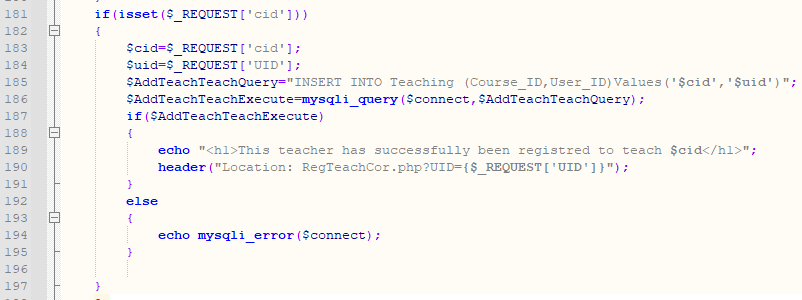 181 if(isset($_REQUEST['cid']))
182 {
183 $cid=$_REQUEST['cid'];
184 $uid=$_REQUEST['UID'];
185 $AddTeachTeachQuery="INSERT INTO Teaching (Course_ID,User_ID)Values('$cid','$uid')";
186 $AddTeachTeachExecute=mysqli_query($connect,$AddTeachTeachQuery);
187 if($AddTeachTeachExecute)
188 {
189 echo "<h1>This teacher has successfully been registred to teach $cid</h1>";
190 header("Location: RegTeachCor.php?UID={$_REQUEST['UID']}");
191 }
192 else
193 {
194 echo mysqli_error($connect);
195 }
196
197 }